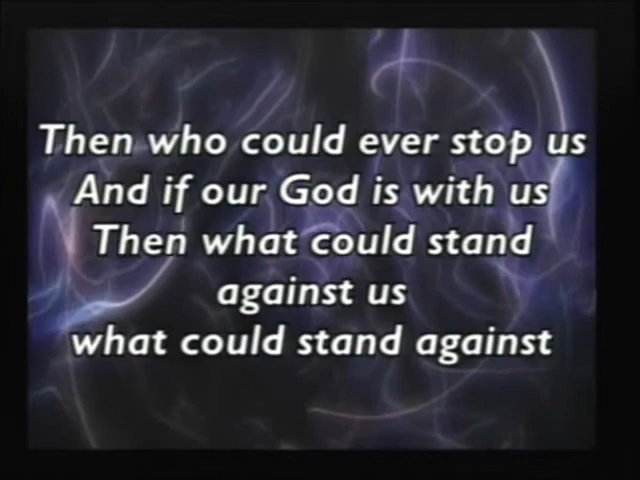 Then who could ever stop us
And if our God is with us
Then what could stand
against us
what could stand against